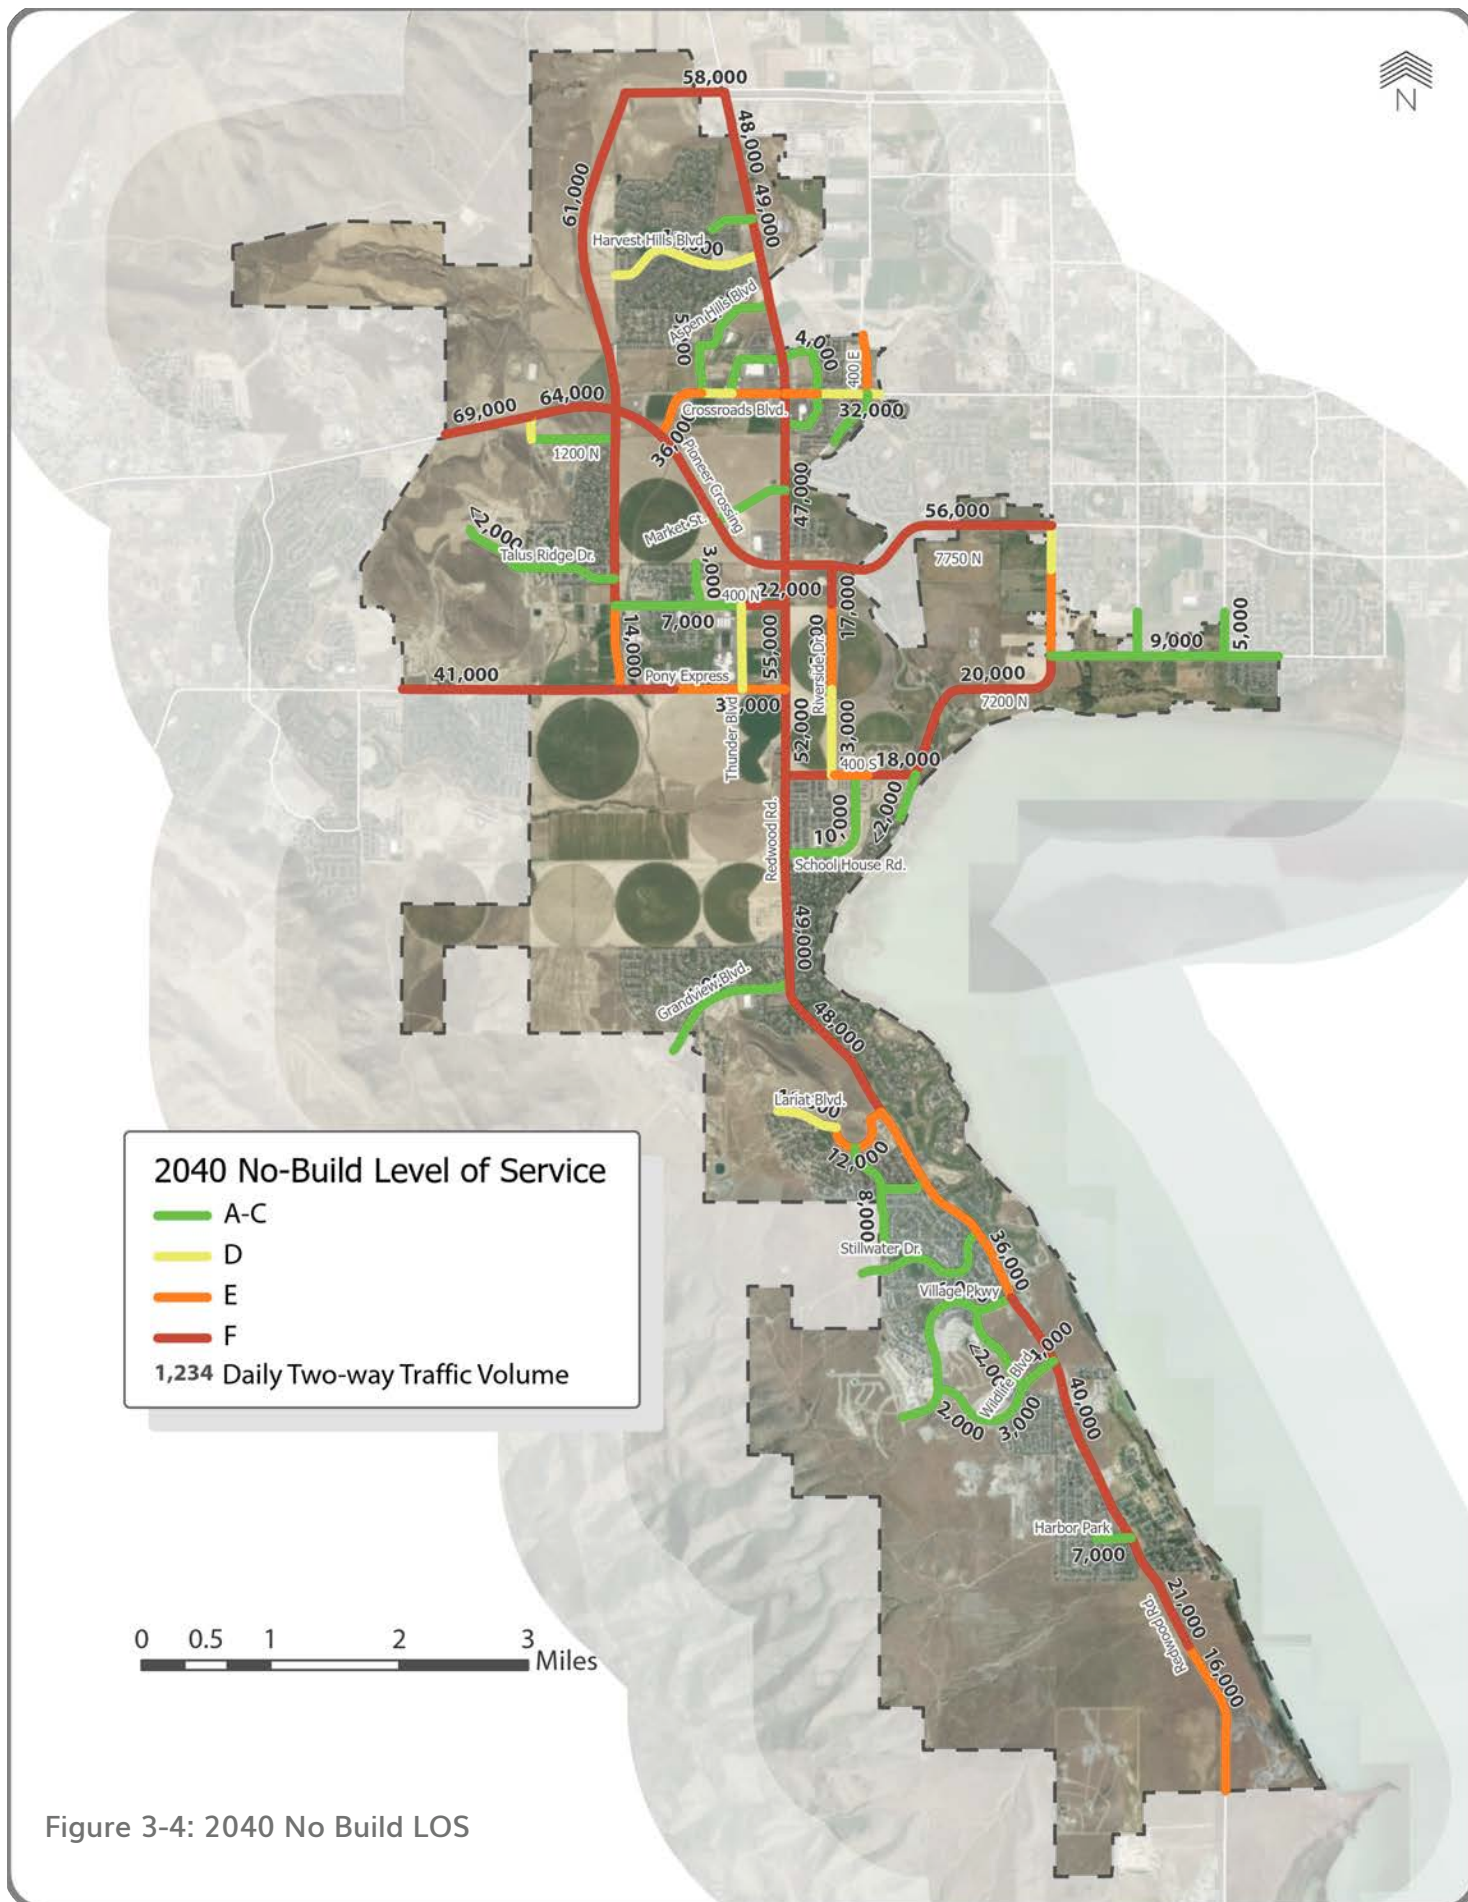 N
58,000
48,000
61,000
49,000
Harvest Hills Blvd.
Aspen Hills Blvd
4,000
400 E
64,000
69,000
Crossroads Blvd.
32,000
36,000
1200 N
Pioneer Crossing
47,000
Market St.
56,000
<2,000
Talus Ridge Dr.
7750 N
3,000
400 N
22,000
17,000
7,000
14,000
55,000
Riverside Dr.
9,000
5,000
41,000
Pony Express
20,000
7200 N
Thunder Blvd
52,000
3,000
400 S
18,000
Redwood Rd.
10,000
<2,000
School House Rd.
49,000
Grandview Blvd.
48,000
Lariat Blvd.
12,000
8,000
Stillwater Dr.
36,000
Village Pkwy
4,000
Wildlife Blvd.
2,000
3,000
40,000
Harbor Park
7,000
21,000
Redwood Rd.
16,000
2040 No-Build Level of Service
A-C
D
E
F
1,234 Daily Two-way Traffic Volume
0 0.5 1 2 3
Miles
Figure 3-4: 2040 No Build LOS